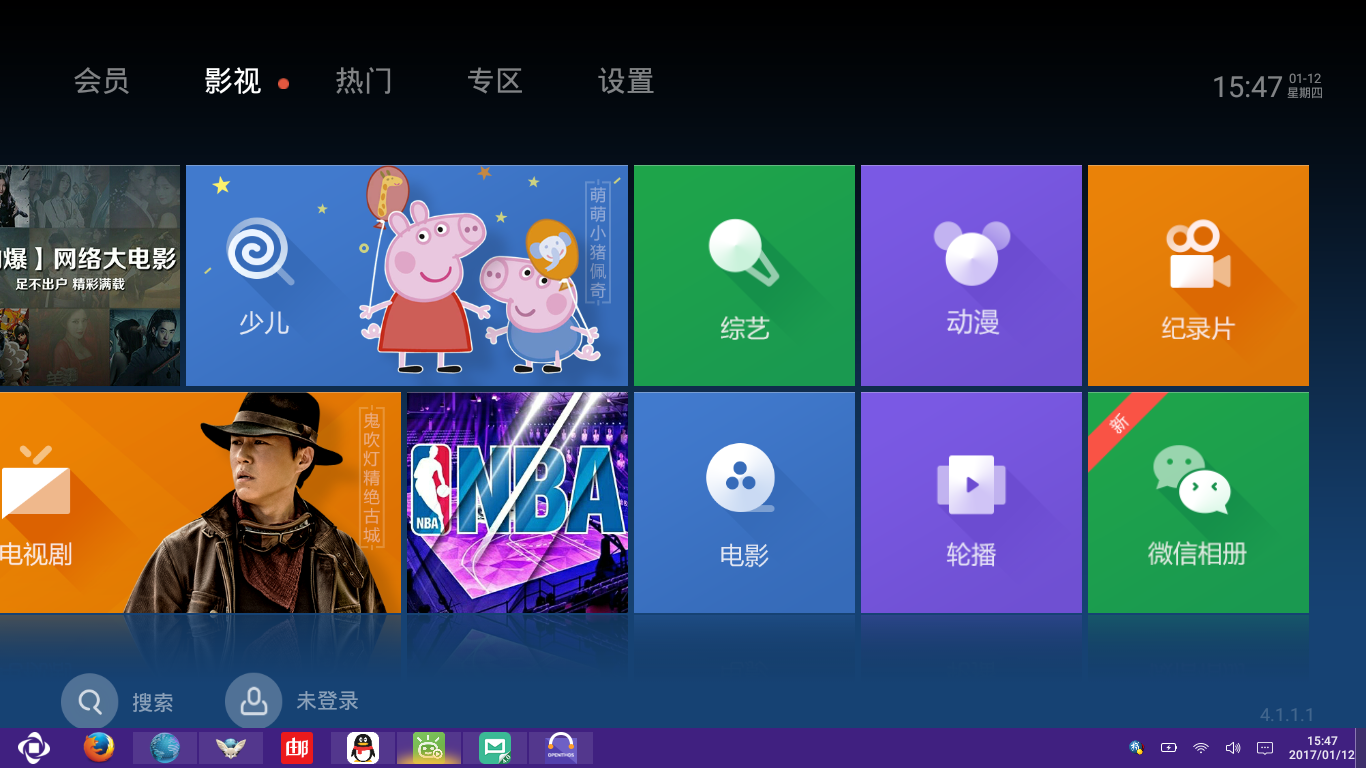 会员
影视
热门
专区
设置
15:47
01-12
星期四
爆】网络大电影
足不出户 精彩满载
少儿
萌萌小猪佩奇
综艺
动漫
纪录片
电视剧
鬼吹灯精绝古城
NBA
NBA
电影
轮播
新
微信相册
搜索
未登录
4.1.1.1
邮
OPENTHOS
15:47
2017/01/12